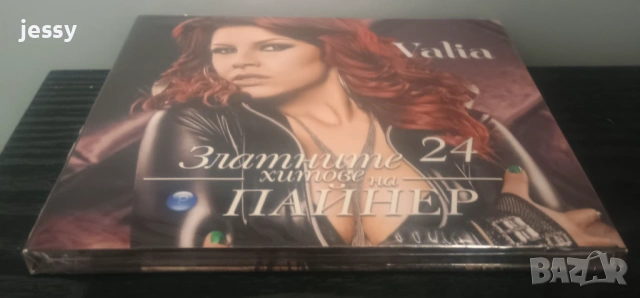 jessy
Valia
Златните 24
хитове на
ПАЙНЕР
BAZAR